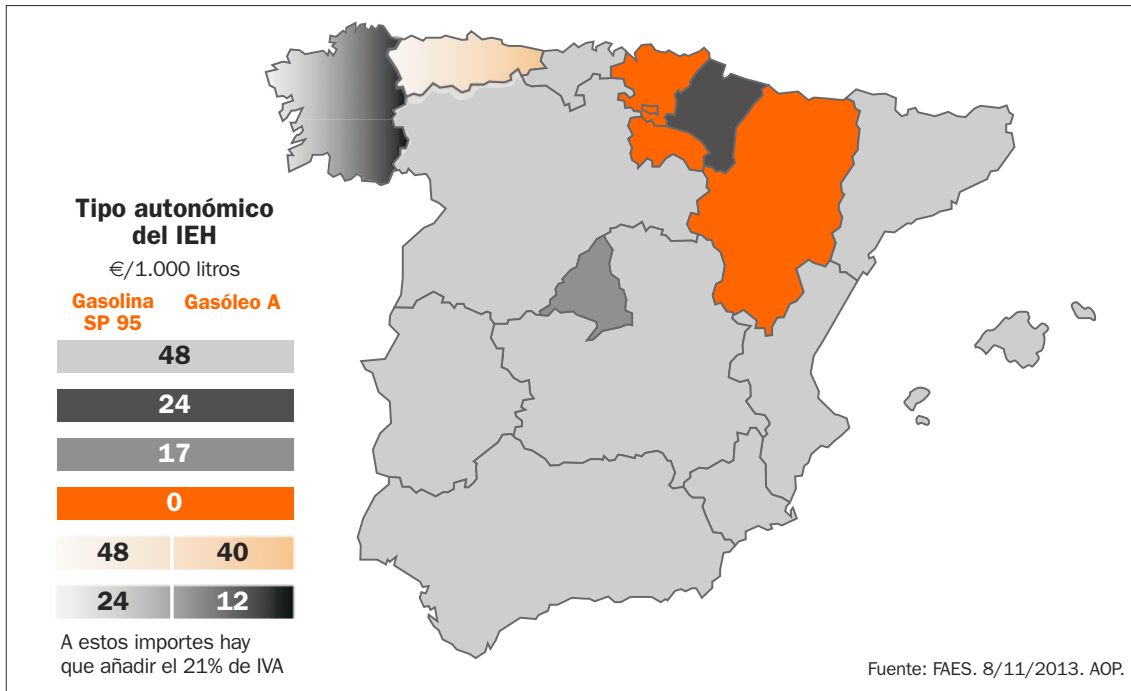 Tipo autonómico
del IEH
€/1.000 litros
Gasolina Gasóleo A
SP 95
48
24
17
0
48 40
24 12
A estos importes hay
que añadir el 21% de IVA
Fuente: FAES. 8/11/2013. AOP.